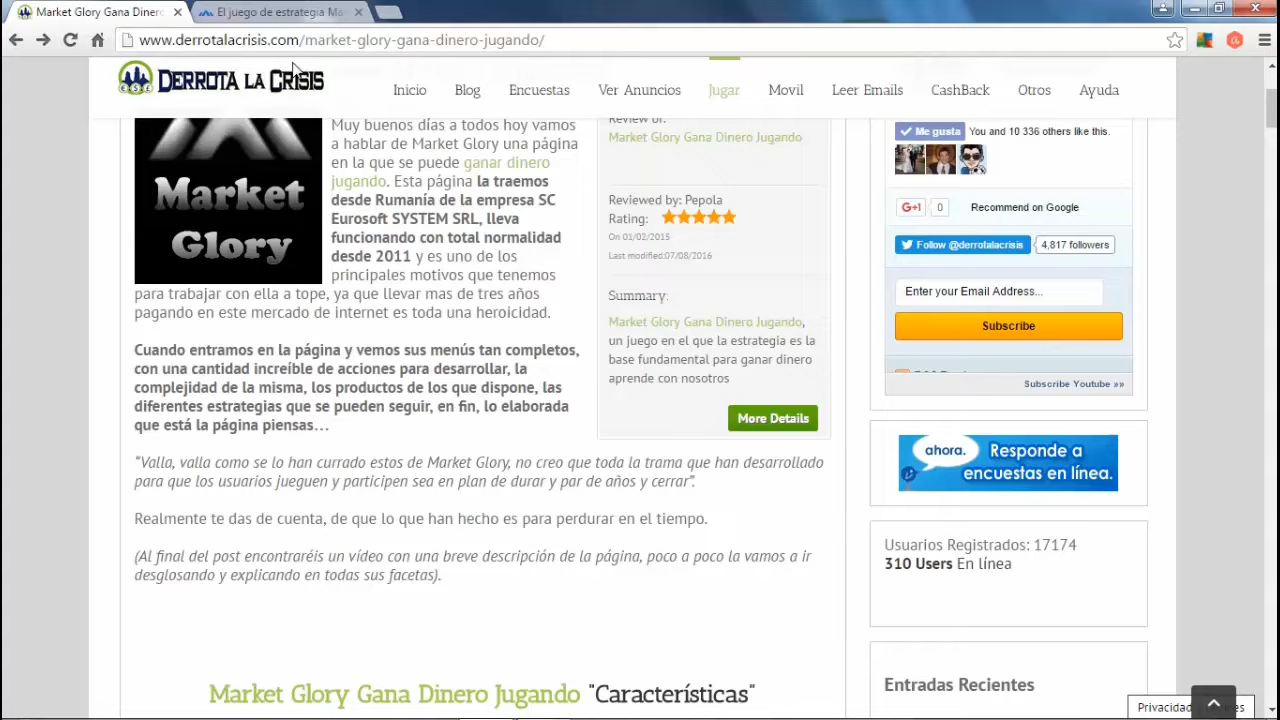 Market Glory Gana Dinero
El juego de estrategia Ma
www.derrotalacrisis.com/market-glory-gana-dinero-jugando/
DERROTA LA CRISIS
Inicio
Blog
Encuestas
Ver Anuncios
Jugar
Movil
Leer Emails
CashBack
Otros
Ayuda
Market
Glory
Muy buenos días a todos hoy vamos
a hablar de Market Glory una página
en la que se puede ganar dinero
jugando. Esta página la traemos
desde Rumanía de la empresa SC
Eurosoft SYSTEM SRL, lleva
funcionando con total normalidad
desde 2011 y es uno de los
principales motivos que tenemos
para trabajar con ella a tope, ya que llevar mas de tres años
pagando en este mercado de internet es toda una heroicidad.
Cuando entramos en la página y vemos sus menús tan completos,
con una cantidad increíble de acciones para desarrollar, la
complejidad de la misma, los productos de los que dispone, las
diferentes estrategias que se pueden seguir, en fin, lo elaborada
que está la página piensas…
Review of:
Market Glory Gana Dinero Jugando
Reviewed by: Pepola
Rating:
On 01/02/2015
Last modified:07/08/2016
Summary:
Market Glory Gana Dinero Jugando,
un juego en el que la estrategia es la
base fundamental para ganar dinero
aprende con nosotros
More Details
"Valla, valla como se lo han currado estos de Market Glory, no creo que toda la trama que han desarrollado
para que los usuarios jueguen y participen sea en plan de durar y par de años y cerrar".
Realmente te das de cuenta, de que lo que han hecho es para perdurar en el tiempo.
(Al final del post encontraréis un vídeo con una breve descripción de la página, poco a poco la vamos a ir
desglosando y explicando en todas sus facetas).
Market Glory Gana Dinero Jugando "Características"
Me gusta
You and 10 336 others like this.
G+1
0
Recommend on Google
Follow @derrotalacrisis
4,817 followers
Enter your Email Address...
Subscribe
Subscribe Youtube »»
ahora.
Responde a
encuestas en línea.
Usuarios Registrados: 17174
310 Users En línea
Entradas Recientes
Privacidad